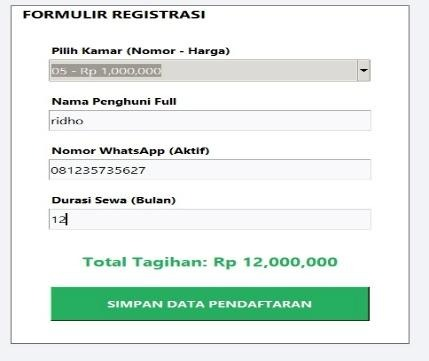 FORMULIR REGISTRASI
Pilih Kamar (Nomor - Harga)
05 - Rp 1,000,000
Nama Penghuni Full
ridho
Nomor WhatsApp (Aktif)
081235735627
Durasi Sewa (Bulan)
12
Total Tagihan: Rp 12,000,000
SIMPAN DATA PENDAFTARAN